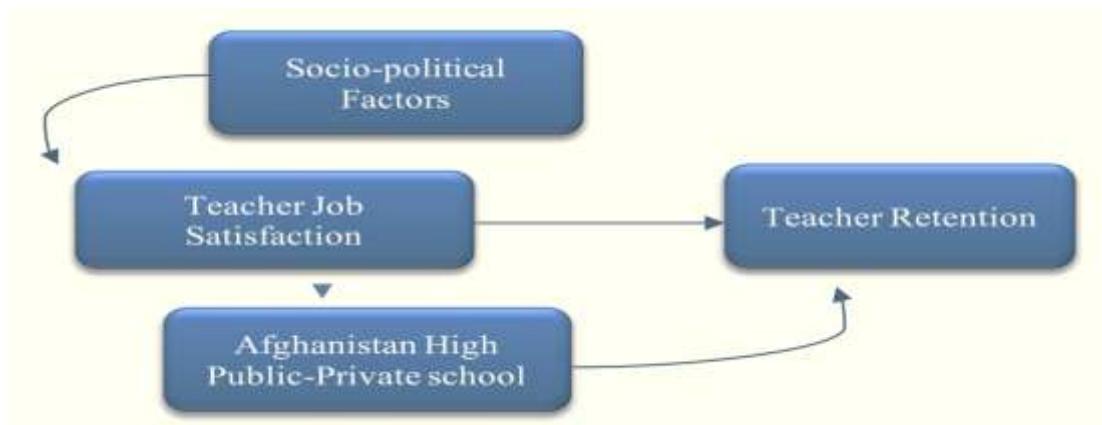 Socio-political
Factors
Teacher Job
Satisfaction
Teacher Retention
Afghanistan High
Public-Private school